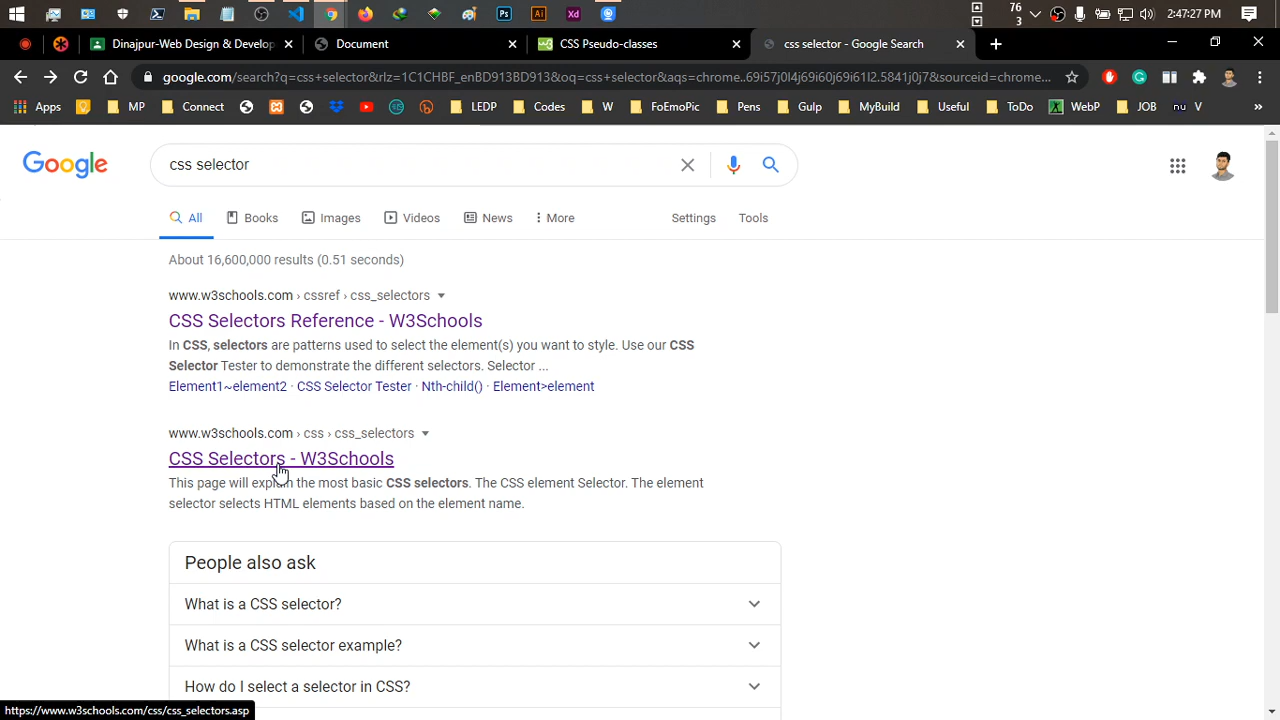 76
3
2:47:27 PM
Dinajpur-Web Design & Develop
Document
CSS Pseudo-classes
css selector - Google Search
google.com/search?q=css+selector&rlz=1C1CHBF_enBD913BD913&oq=css+selector&aqs=chrome..69i57j0l4j69i60j69i61l2.5841j0j7&sourceid=chrome...
Apps
MP
Connect
LEDP
Codes
W
FoEmoPic
Pens
Gulp
MyBuild
Useful
ToDo
WebP
JOB
nu V
»
Google
css selector
All
Books
Images
Videos
News
More
Settings
Tools
About 16,600,000 results (0.51 seconds)
www.w3schools.com › cssref › css_selectors
CSS Selectors Reference - W3Schools
In CSS, selectors are patterns used to select the element(s) you want to style. Use our CSS
Selector Tester to demonstrate the different selectors. Selector ...
Element1~element2 · CSS Selector Tester · Nth-child() · Element>element
www.w3schools.com › css › css_selectors
CSS Selectors - W3Schools
This page will explain the most basic CSS selectors. The CSS element Selector. The element
selector selects HTML elements based on the element name.
People also ask
What is a CSS selector?
What is a CSS selector example?
How do I select a selector in CSS?
https://www.w3schools.com/css/css_selectors.asp